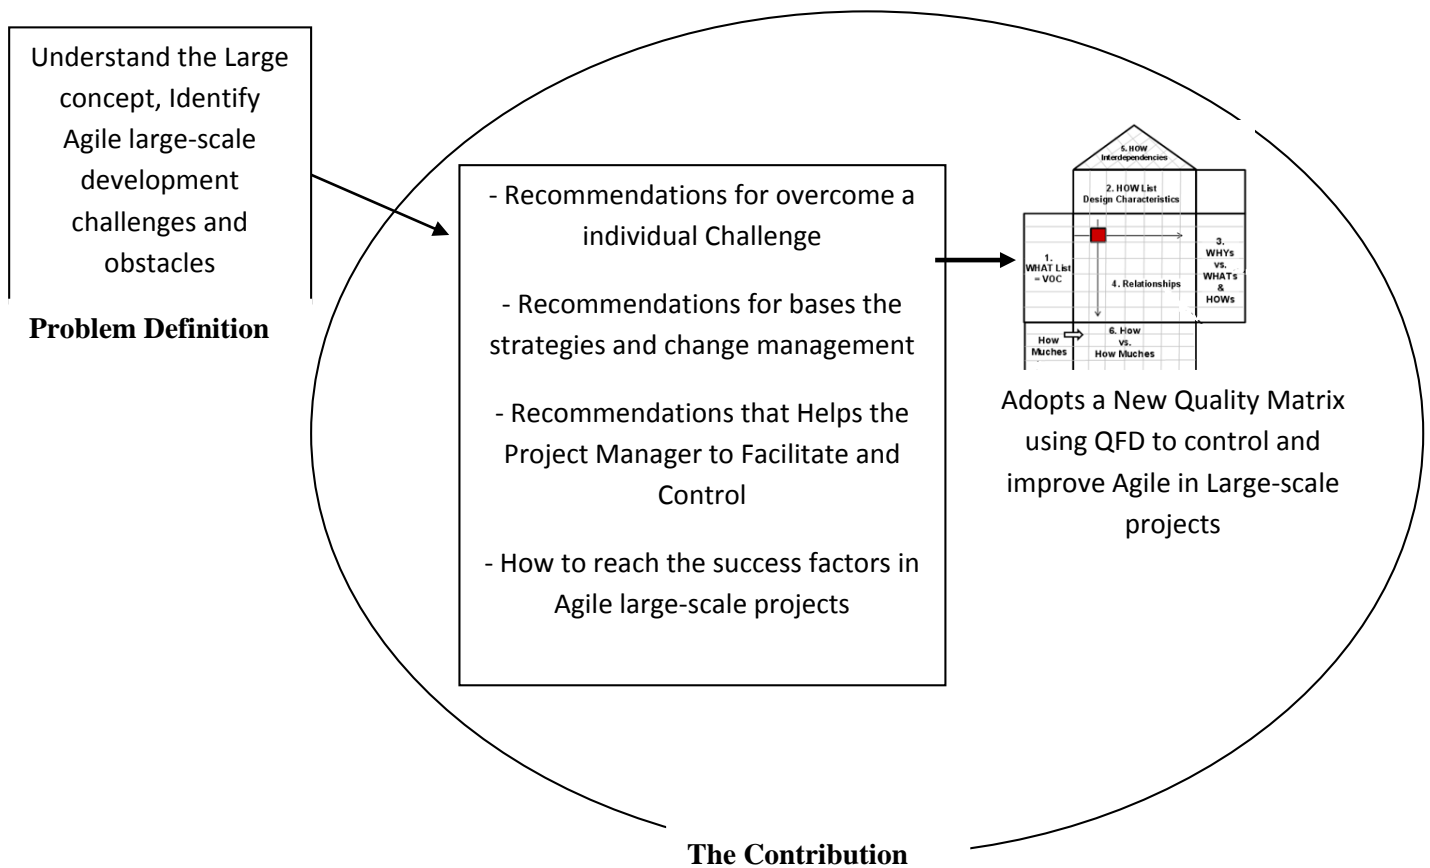 Understand the Large
concept, Identify
Agile large-scale
development
challenges and
obstacles
Problem Definition
- Recommendations for overcome a
individual Challenge
- Recommendations for bases the
strategies and change management
- Recommendations that Helps the
Project Manager to Facilitate and
Control
- How to reach the success factors in
Agile large-scale projects
5. HOW
Interdependencies
2. HOW List
Design Characteristics
1.
WHAT List
= VOC
4. Relationships
3.
WHYs
vs.
WHATs
&
HOWs
How
Muches
6. How
vs.
How Muches
Adopts a New Quality Matrix
using QFD to control and
improve Agile in Large-scale
projects
The Contribution